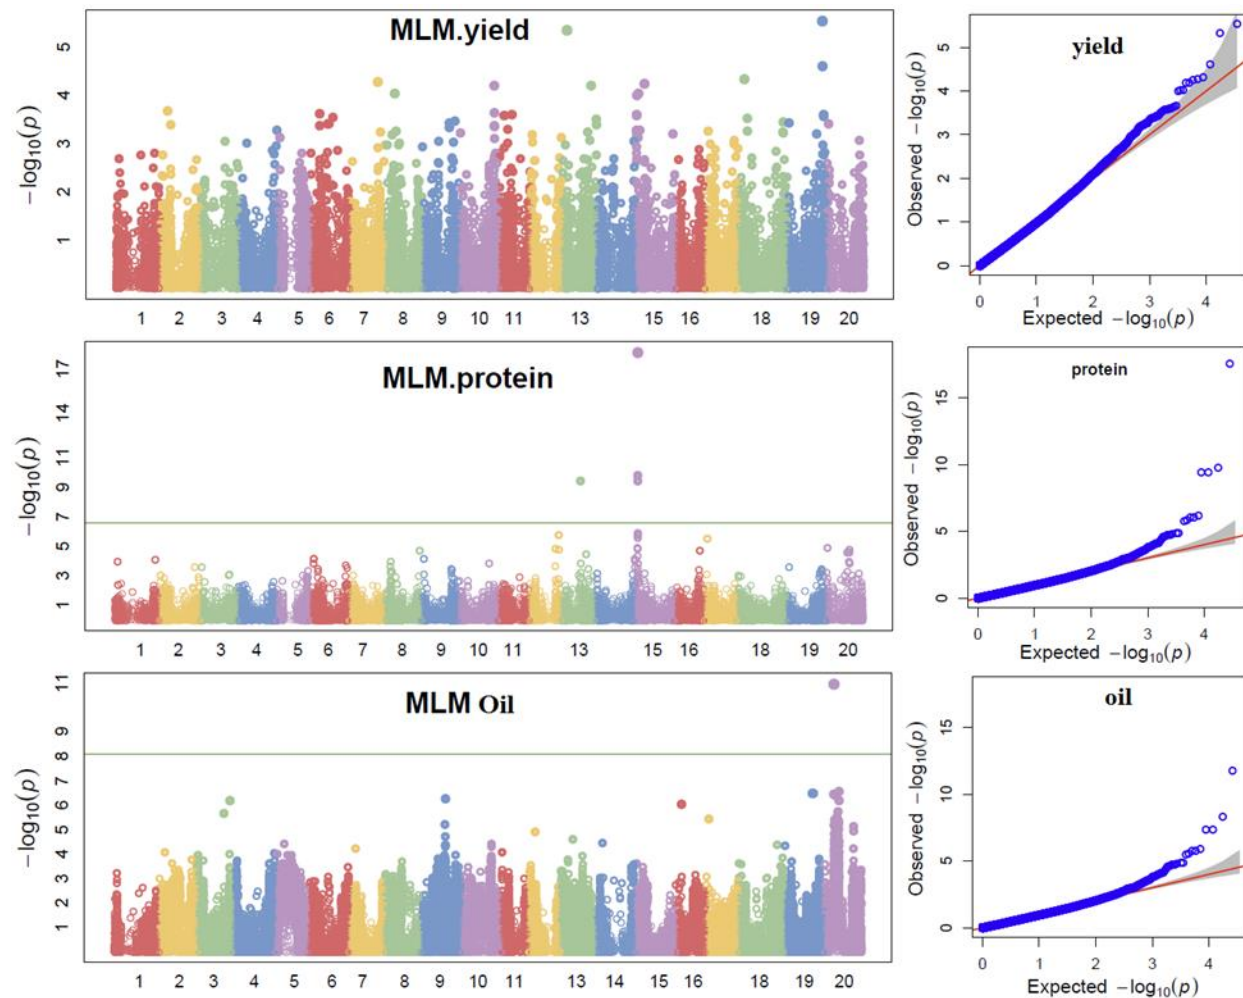 MLM.yield
−log₁₀(p)
5
4
3
2
1
1 2 3 4 5 6 7 8 9 10 11 13 15 16 18 19 20
yield
Observed −log₁₀(p)
5
4
3
2
1
0
0 1 2 3 4
Expected −log₁₀(p)
MLM.protein
−log₁₀(p)
17
14
11
9
7
5
3
1
1 2 3 4 5 6 7 8 9 10 11 13 15 16 18 19 20
protein
Observed −log₁₀(p)
15
10
5
0
0 1 2 3 4
Expected −log₁₀(p)
MLM Oil
−log₁₀(p)
11
9
8
7
6
5
4
3
2
1
1 2 3 4 5 6 7 8 9 10 11 13 14 15 16 18 19 20
oil
Observed −log₁₀(p)
15
10
5
0
0 1 2 3 4
Expected −log₁₀(p)